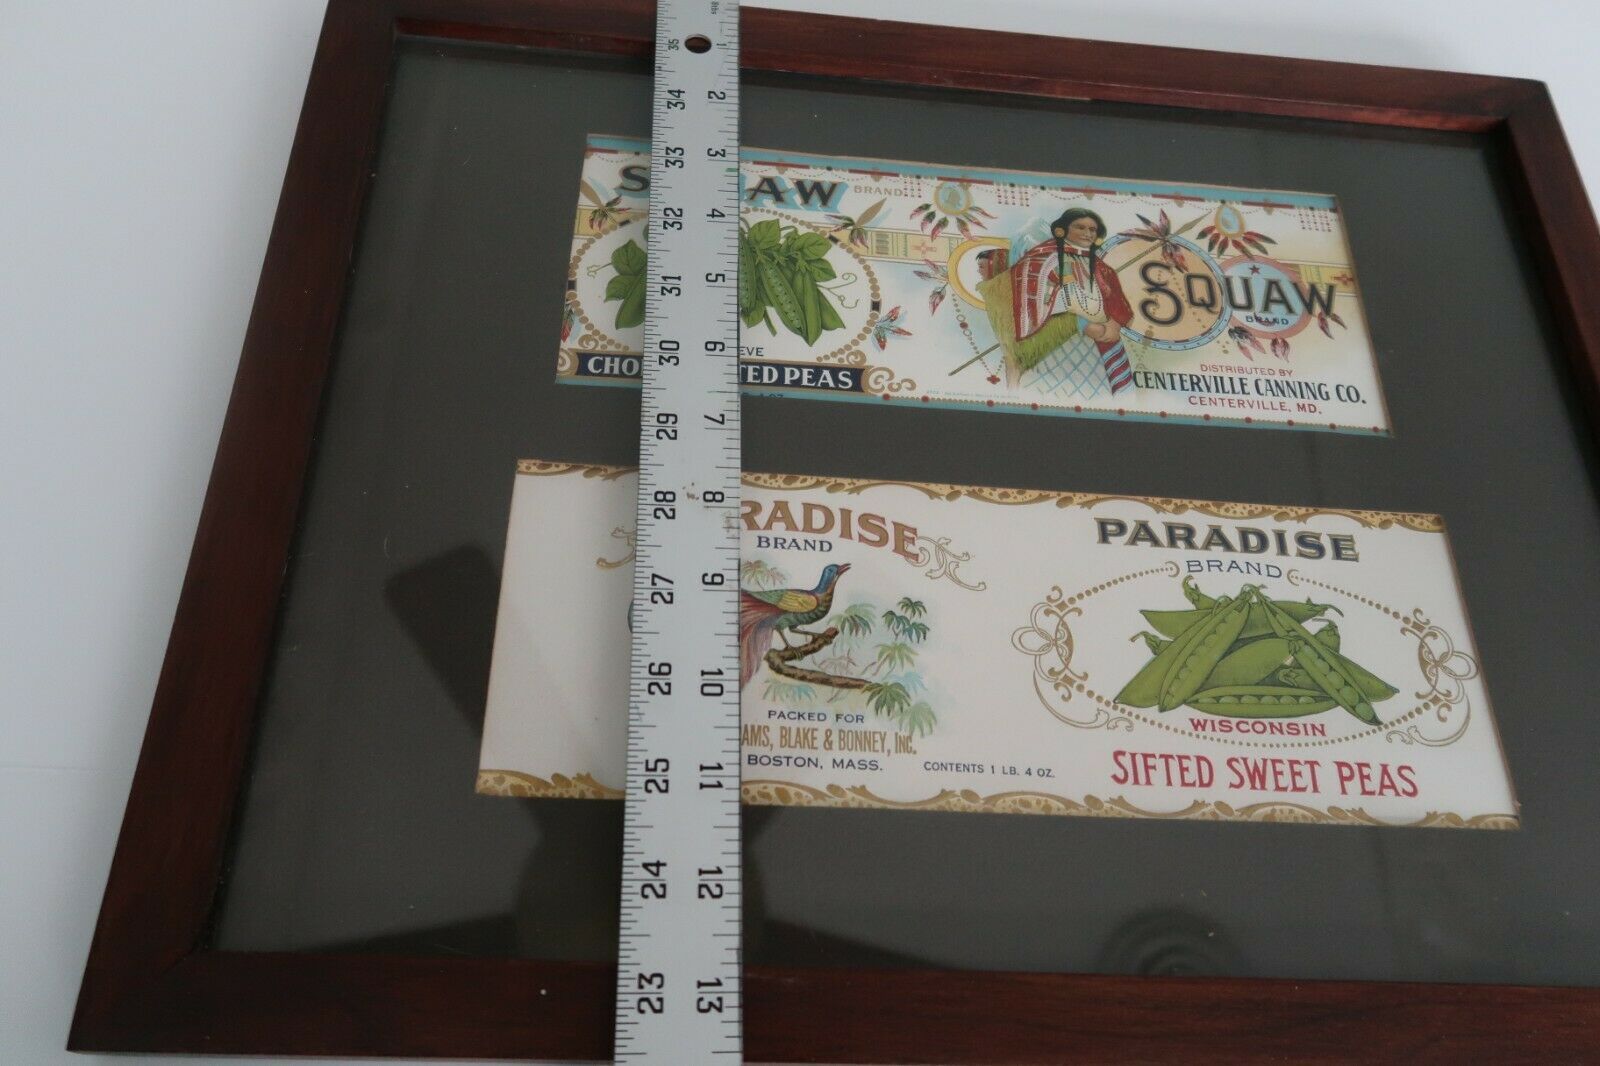 S AW BRAND
EVE
CHO TED PEAS
SQUAW
BRAND
DISTRIBUTED BY
CENTERVILLE CANNING CO.
CENTERVILLE, MD.
RADISE
BRAND
PACKED FOR
AMS, BLAKE & BONNEY, INC.
BOSTON, MASS.
CONTENTS 1 LB. 4 OZ.
PARADISE
BRAND
WISCONSIN
SIFTED SWEET PEAS
35 34 33 32 31 30 29 28 27 26 25 24 23
1 2 3 4 5 6 7 8 9 10 11 12 13